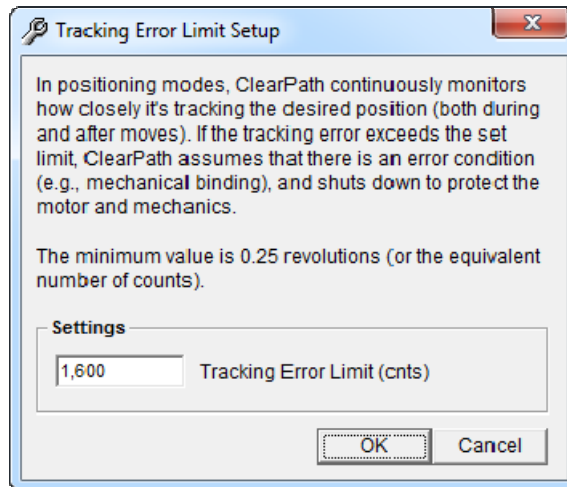 Tracking Error Limit Setup
In positioning modes, ClearPath continuously monitors
how closely it's tracking the desired position (both during
and after moves). If the tracking error exceeds the set
limit, ClearPath assumes that there is an error condition
(e.g., mechanical binding), and shuts down to protect the
motor and mechanics.
The minimum value is 0.25 revolutions (or the equivalent
number of counts).
Settings
1,600 Tracking Error Limit (cnts)
OK Cancel